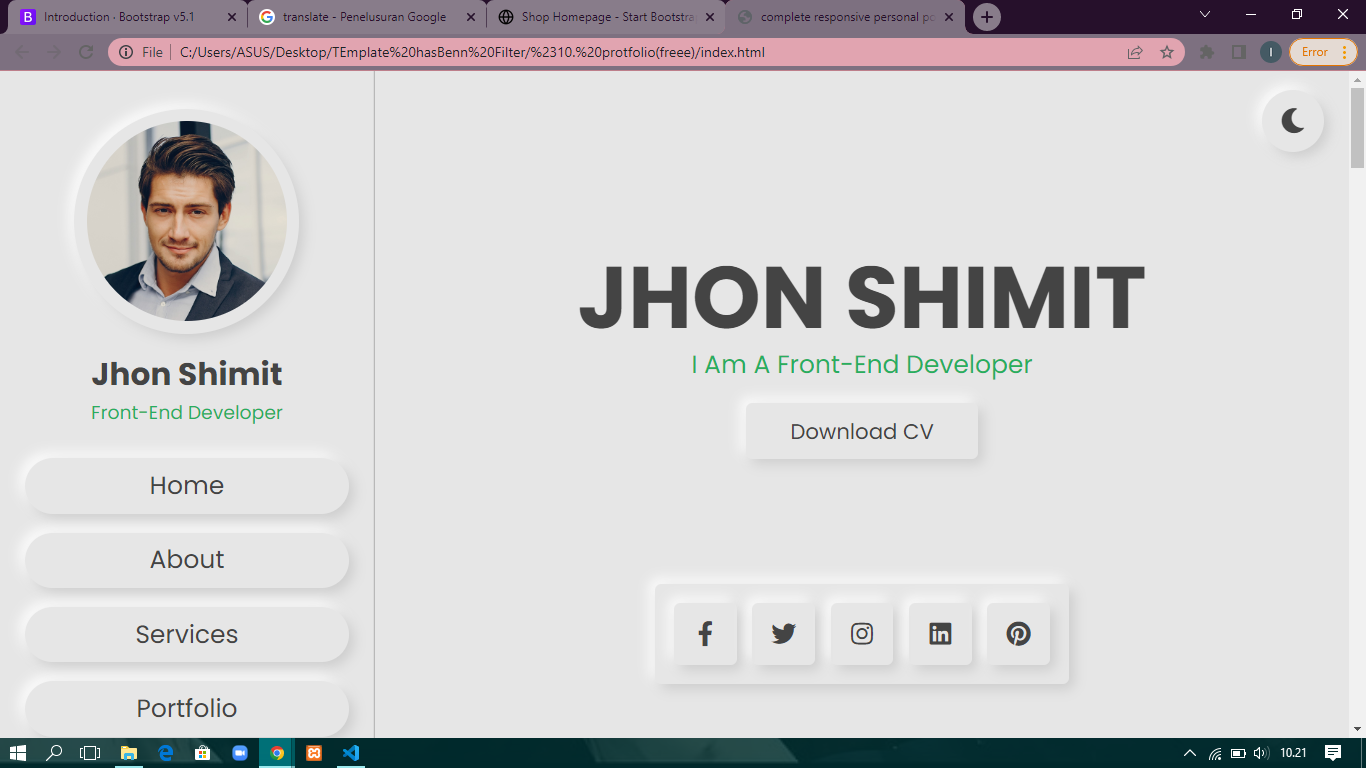 Introduction · Bootstrap v5.1
translate - Penelusuran Google
Shop Homepage - Start Bootstra
complete responsive personal po
File
C:/Users/ASUS/Desktop/TEmplate%20hasBenn%20Filter/%2310.%20protfolio(freee)/index.html
I
Error
Jhon Shimit
Front-End Developer
Home
About
Services
Portfolio
JHON SHIMIT
I Am A Front-End Developer
Download CV
10.21